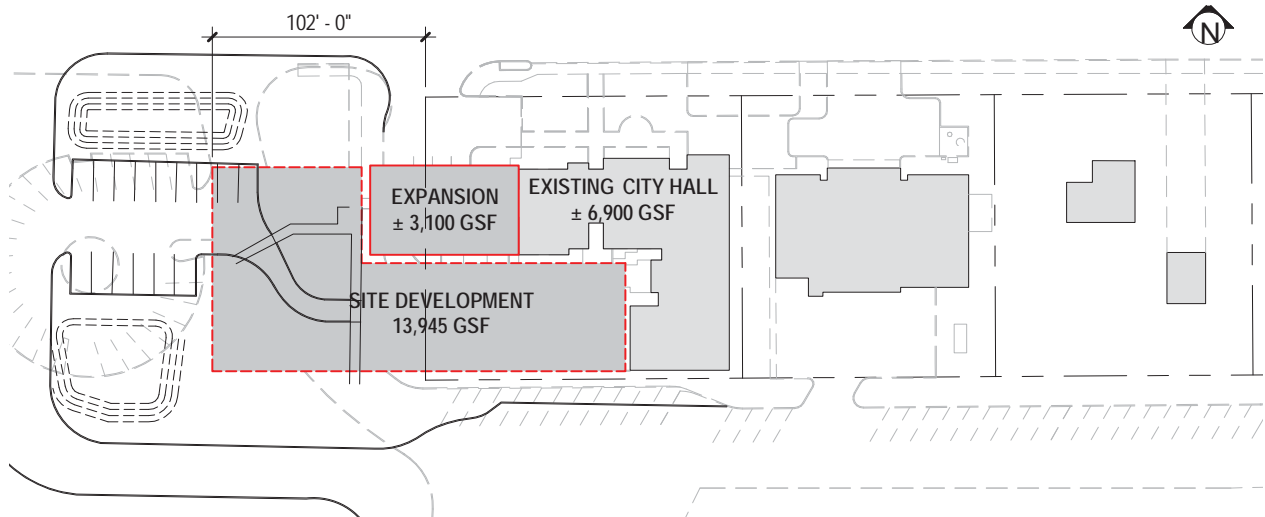 102' - 0"
N
EXPANSION
± 3,100 GSF
EXISTING CITY HALL
± 6,900 GSF
SITE DEVELOPMENT
13,945 GSF